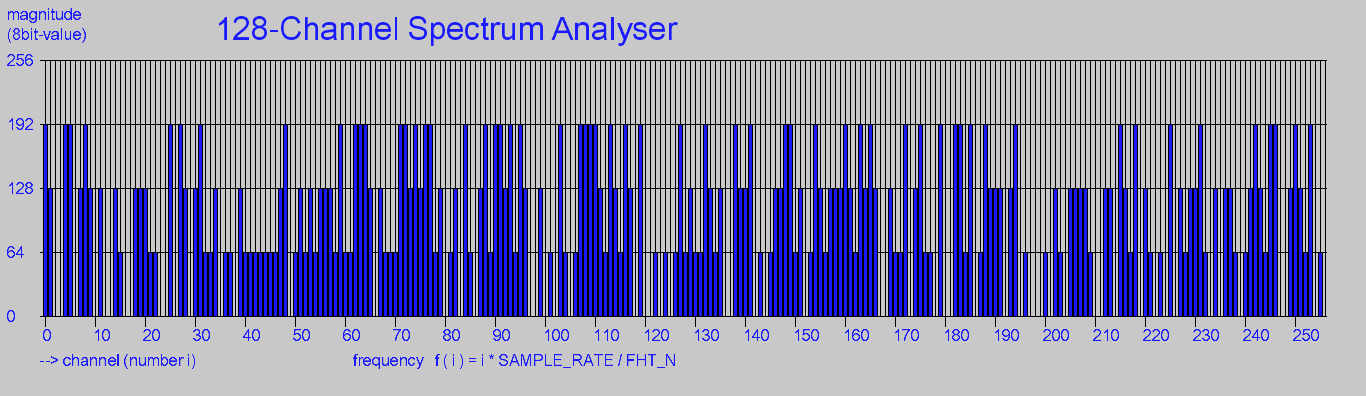 magnitude
(8bit-value)
128-Channel Spectrum Analyser
256
192
128
64
0
0 10 20 30 40 50 60 70 80 90 100 110 120 130 140 150 160 170 180 190 200 210 220 230 240 250
--> channel (number i) frequency f ( i ) = i * SAMPLE_RATE / FHT_N